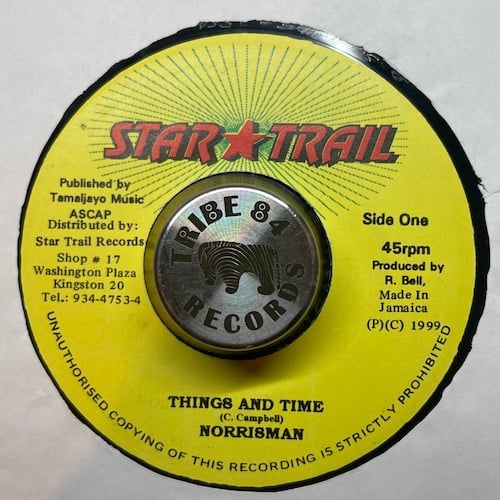 STAR TRAIL
Published by
Tamaljayo Music
ASCAP
Distributed by:
Star Trail Records
Shop # 17
Washington Plaza
Kingston 20
Tel.: 934-4753-4
TRIBE 84
RECORDS
Side One
45rpm
Produced by
R. Bell,
Made In
Jamaica
(P)(C) 1999
THINGS AND TIME
(C. Campbell)
NORRISMAN
UNAUTHORISED COPYING OF THIS RECORDING IS STRICTLY PROHIBITED